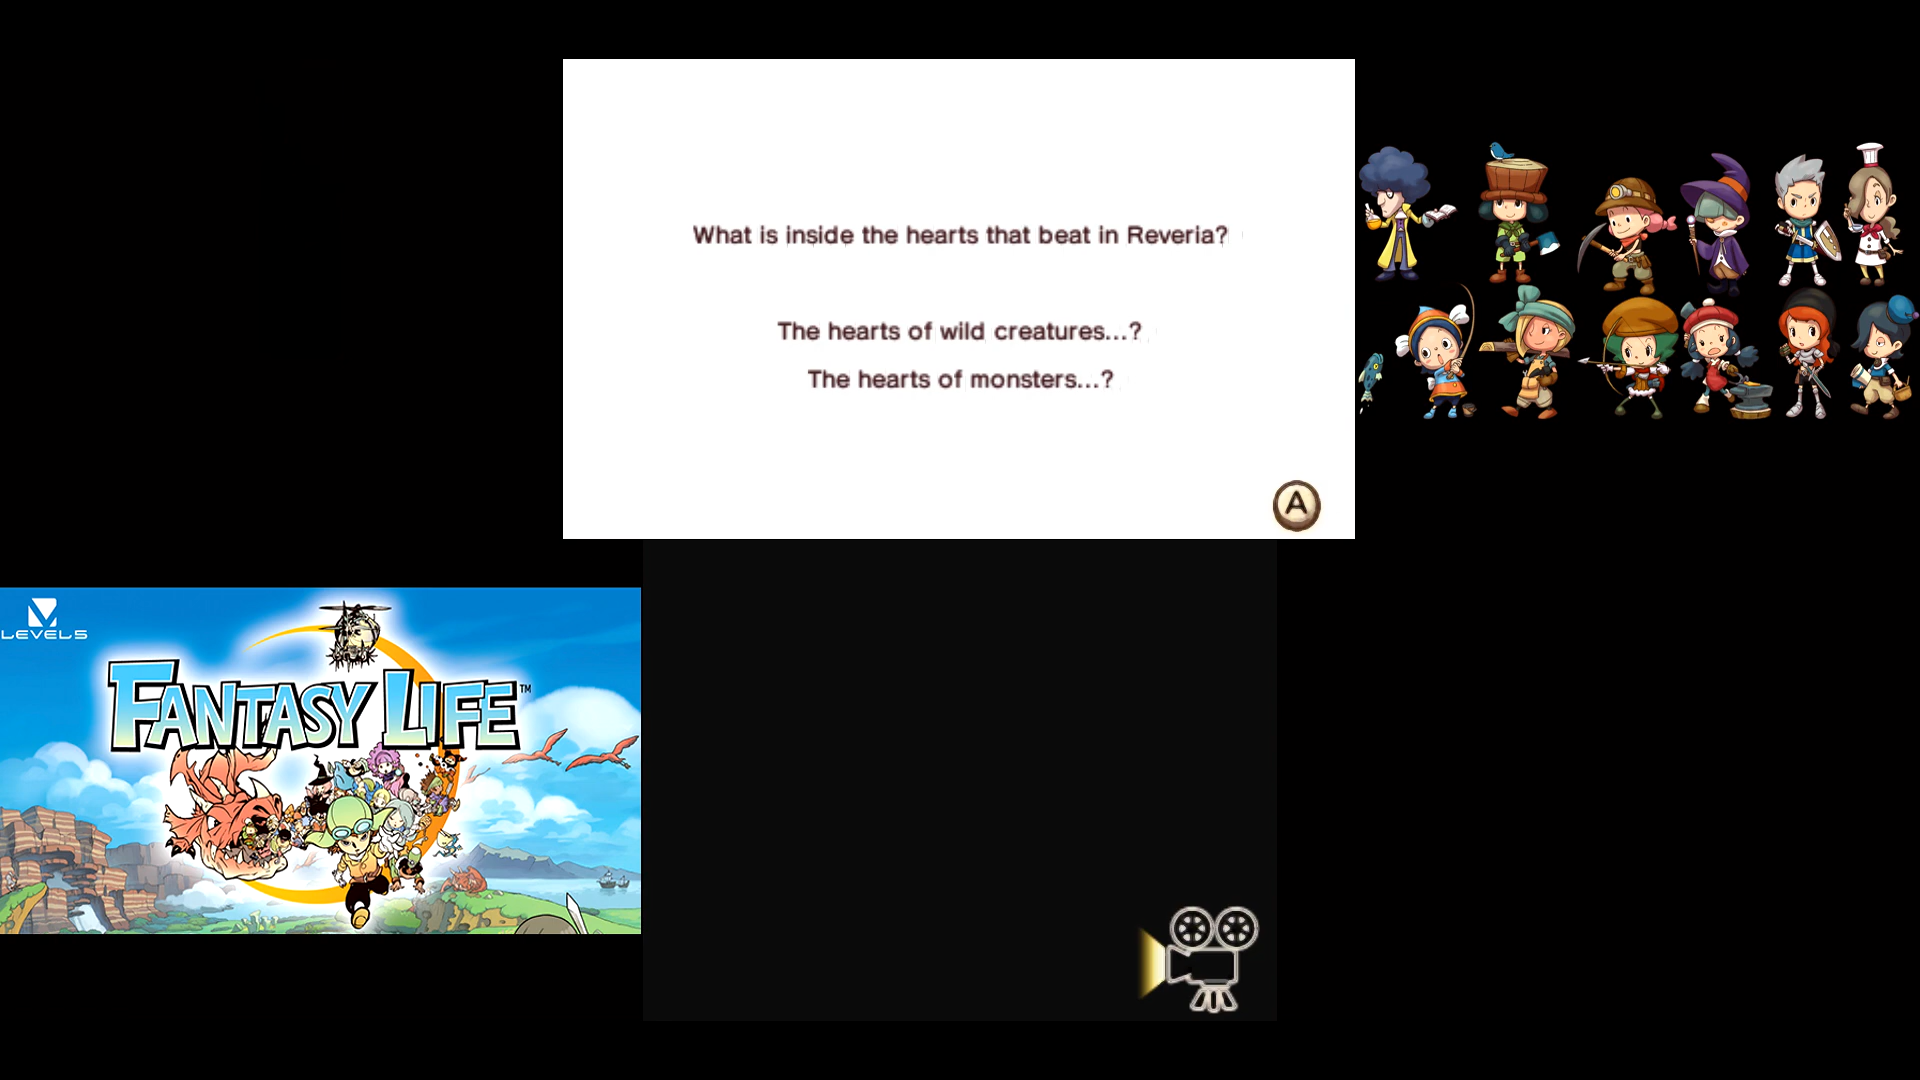 What is inside the hearts that beat in Reveria?
The hearts of wild creatures...?
The hearts of monsters...?
A
LEVEL5
FANTASY LIFE™